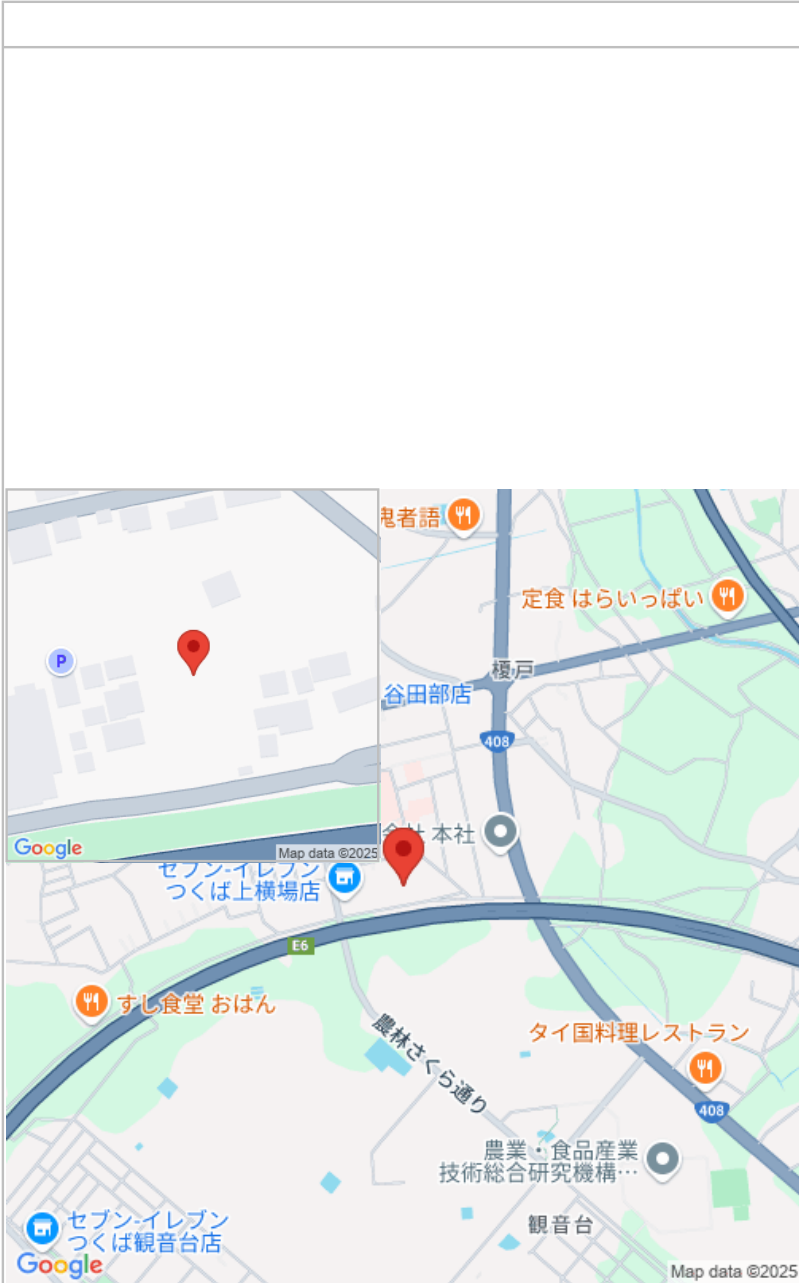 鬼者語
定食 はらいっぱい
榎戸
谷田部店
408
P
会社 本社
Google
Map data ©2025
セブン-イレブン
つくば上横場店
E6
すし食堂 おはん
農林さくら通り
タイ国料理レストラン
408
農業・食品産業
技術総合研究機構…
観音台
セブン-イレブン
つくば観音台店
Google
Map data ©2025